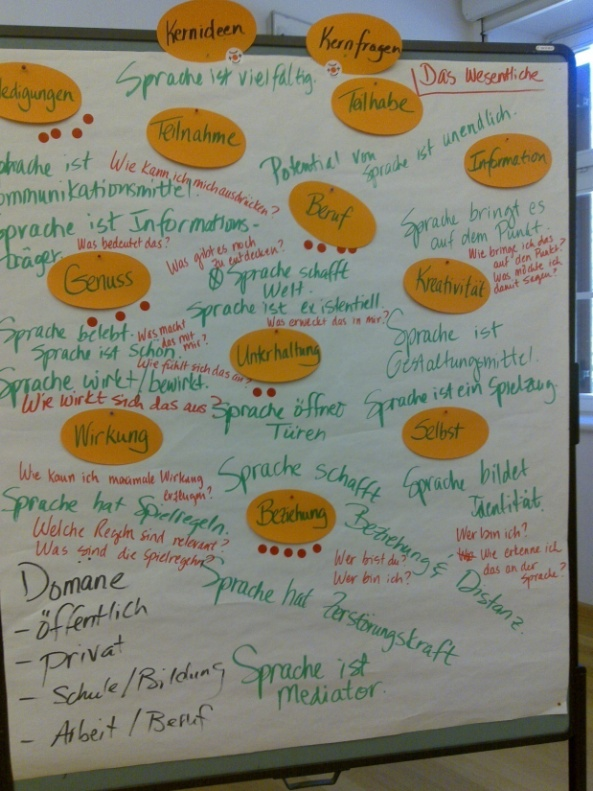 Kernideen
Kernfragen
Sprache ist vielfältig.
Das Wesentliche
ledigungen
Teilhabe
Teilnahme
Potential von
Sprache ist unendlich.
Information
prache ist
ommunikationsmittel.
Wie kann ich mich ausdrücken?
Beruf
prache ist Informations-
träger.
Was bedeutet das?
Was gibt es noch
zu entdecken?
Sprache bringt es
auf dem Punkt.
Wie bringe ich das
auf den Punkt?
Was möchte ich
damit sagen?
Genuss
Sprache schafft
Welt.
Kreativität
Sprache ist existentiell.
Was erweckt das in mir?
Sprache belebt.
Was macht
das mit
mir?
Sprache ist schön.
Wie fühlt sich das an?
Unterhaltung
Sprache ist
Gestaltungsmittel.
Sprache wirkt/bewirkt.
Wie wirkt sich das aus?
Sprache öffnet
Türen
Sprache ist ein Spielzeug.
Wirkung
Selbst
Wie kann ich maximale Wirkung
erzeugen?
Sprache schafft
Beziehung & Distanz.
Sprache bildet
Identität.
Sprache hat Spielregeln.
Welche Regeln sind relevant?
Was sind die Spielregeln?
Beziehung
Wer bist du?
Wer bin ich?
Wer bin ich?
Wie erkenne ich
das an der
Sprache?
Sprache hat Zerstörungskraft
Domäne
- öffentlich
- privat
- Schule/Bildung
- Arbeit/Beruf
Sprache ist
Mediator.